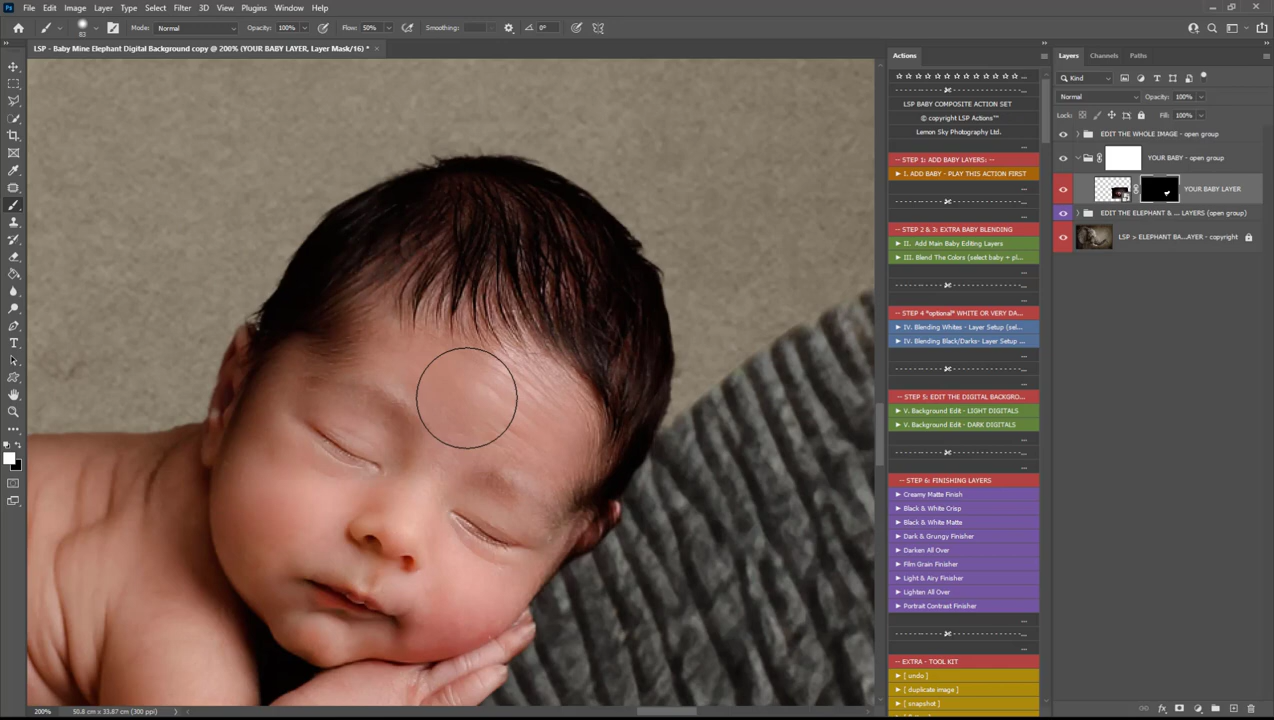 File Edit Image Layer Type Select Filter 3D View Plugins Window Help
83 Mode: Normal Opacity: 100% Flow: 50% Smoothing: 0°
LSP - Baby Mine Elephant Digital Background copy @ 200% (YOUR BABY LAYER, Layer Mask/16) *
Actions
LSP BABY COMPOSITE ACTION SET
© copyright LSP Actions™
Lemon Sky Photography Ltd.
...
-- STEP 1: ADD BABY LAYERS: --
I. ADD BABY - PLAY THIS ACTION FIRST
...
STEP 2 & 3: EXTRA BABY BLENDING
II. Add Main Baby Editing Layers
III. Blend The Colors (select baby + pl...
...
STEP 4 *optional* WHITE OR VERY DA...
IV. Blending Whites - Layer Setup (sel...
IV. Blending Black/Darks- Layer Setup ...
...
STEP 5: EDIT THE DIGITAL BACKGRO...
V. Background Edit - LIGHT DIGITALS
V. Background Edit - DARK DIGITALS
...
-- STEP 6: FINISHING LAYERS
Creamy Matte Finish
Black & White Crisp
Black & White Matte
Dark & Grungy Finisher
Darken All Over
Film Grain Finisher
Light & Airy Finisher
Lighten All Over
Portrait Contrast Finisher
...
EXTRA - TOOL KIT
[ undo ]
[ duplicate image ]
[ snapshot ]
Layers Channels Paths
Kind
Normal Opacity: 100%
Lock: Fill: 100%
EDIT THE WHOLE IMAGE - open group
YOUR BABY - open group
YOUR BABY LAYER
EDIT THE ELEPHANT & ... LAYERS (open group)
LSP > ELEPHANT BA...AYER - copyright
200% 50.8 cm x 33.87 cm (300 ppi)